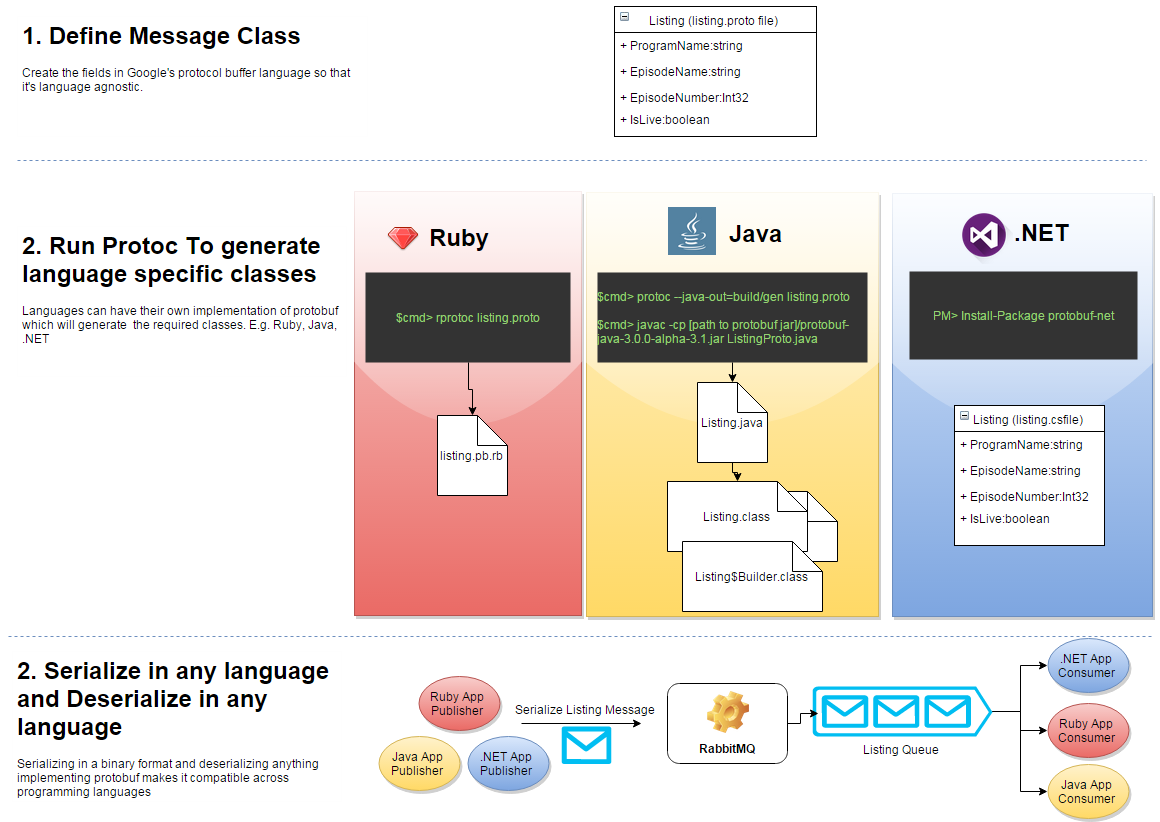 1. Define Message Class
Create the fields in Google's protocol buffer language so that
it's language agnostic.
Listing (listing.proto file)
+ ProgramName:string
+ EpisodeName:string
+ EpisodeNumber:Int32
+ IsLive:boolean
2. Run Protoc To generate
language specific classes
Languages can have their own implementation of protobuf
which will generate  the required classes. E.g. Ruby, Java,
.NET
Ruby
$cmd> rprotoc listing.proto
listing.pb.rb
Java
$cmd> protoc --java-out=build/gen listing.proto
$cmd> javac -cp [path to protobuf jar]/protobuf-
java-3.0.0-alpha-3.1.jar ListingProto.java
Listing.java
Listing.class
Listing$Builder.class
.NET
PM> Install-Package protobuf-net
Listing (listing.csfile)
+ ProgramName:string
+ EpisodeName:string
+ EpisodeNumber:Int32
+ IsLive:boolean
2. Serialize in any language
and Deserialize in any
language
Serializing in a binary format and deserializing anything
implementing protobuf makes it compatible across
programming languages
Ruby App
Publisher
Java App
Publisher
.NET App
Publisher
Serialize Listing Message
RabbitMQ
Listing Queue
.NET App
Consumer
Ruby App
Consumer
Java App
Consumer